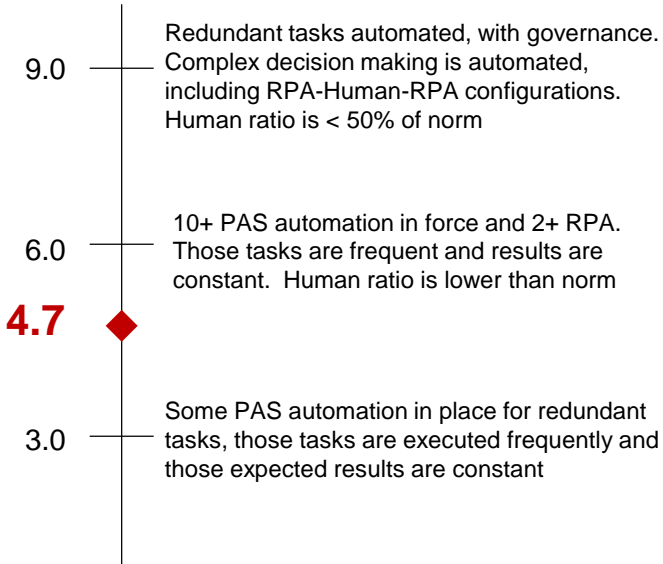 Redundant tasks automated, with governance.
9.0 Complex decision making is automated,
including RPA-Human-RPA configurations.
Human ratio is < 50% of norm
10+ PAS automation in force and 2+ RPA.
6.0 Those tasks are frequent and results are
constant.  Human ratio is lower than norm
4.7
Some PAS automation in place for redundant
3.0 tasks, those tasks are executed frequently and
those expected results are constant